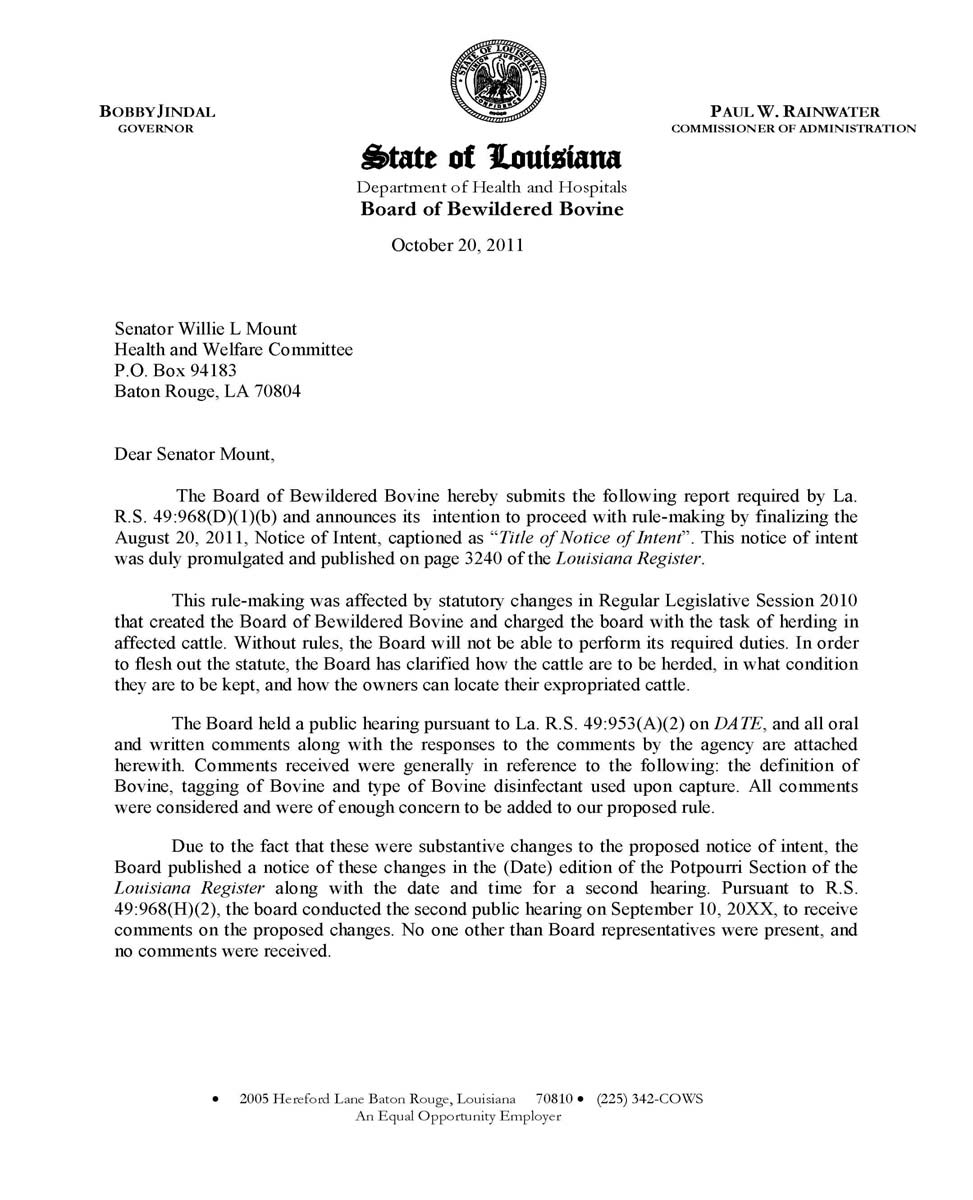 STATE OF LOUISIANA
UNION JUSTICE
CONFIDENCE
BOBBY JINDAL
GOVERNOR
PAUL W. RAINWATER
COMMISSIONER OF ADMINISTRATION
State of Louisiana
Department of Health and Hospitals
Board of Bewildered Bovine
October 20, 2011
Senator Willie L Mount
Health and Welfare Committee
P.O. Box 94183
Baton Rouge, LA 70804
Dear Senator Mount,
The Board of Bewildered Bovine hereby submits the following report required by La.
R.S. 49:968(D)(1)(b) and announces its intention to proceed with rule-making by finalizing the
August 20, 2011, Notice of Intent, captioned as “Title of Notice of Intent”. This notice of intent
was duly promulgated and published on page 3240 of the Louisiana Register.
This rule-making was affected by statutory changes in Regular Legislative Session 2010
that created the Board of Bewildered Bovine and charged the board with the task of herding in
affected cattle. Without rules, the Board will not be able to perform its required duties. In order
to flesh out the statute, the Board has clarified how the cattle are to be herded, in what condition
they are to be kept, and how the owners can locate their expropriated cattle.
The Board held a public hearing pursuant to La. R.S. 49:953(A)(2) on DATE, and all oral
and written comments along with the responses to the comments by the agency are attached
herewith. Comments received were generally in reference to the following: the definition of
Bovine, tagging of Bovine and type of Bovine disinfectant used upon capture. All comments
were considered and were of enough concern to be added to our proposed rule.
Due to the fact that these were substantive changes to the proposed notice of intent, the
Board published a notice of these changes in the (Date) edition of the Potpourri Section of the
Louisiana Register along with the date and time for a second hearing. Pursuant to R.S.
49:968(H)(2), the board conducted the second public hearing on September 10, 20XX, to receive
comments on the proposed changes. No one other than Board representatives were present, and
no comments were received.
• 2005 Hereford Lane Baton Rouge, Louisiana 70810 • (225) 342-COWS
An Equal Opportunity Employer